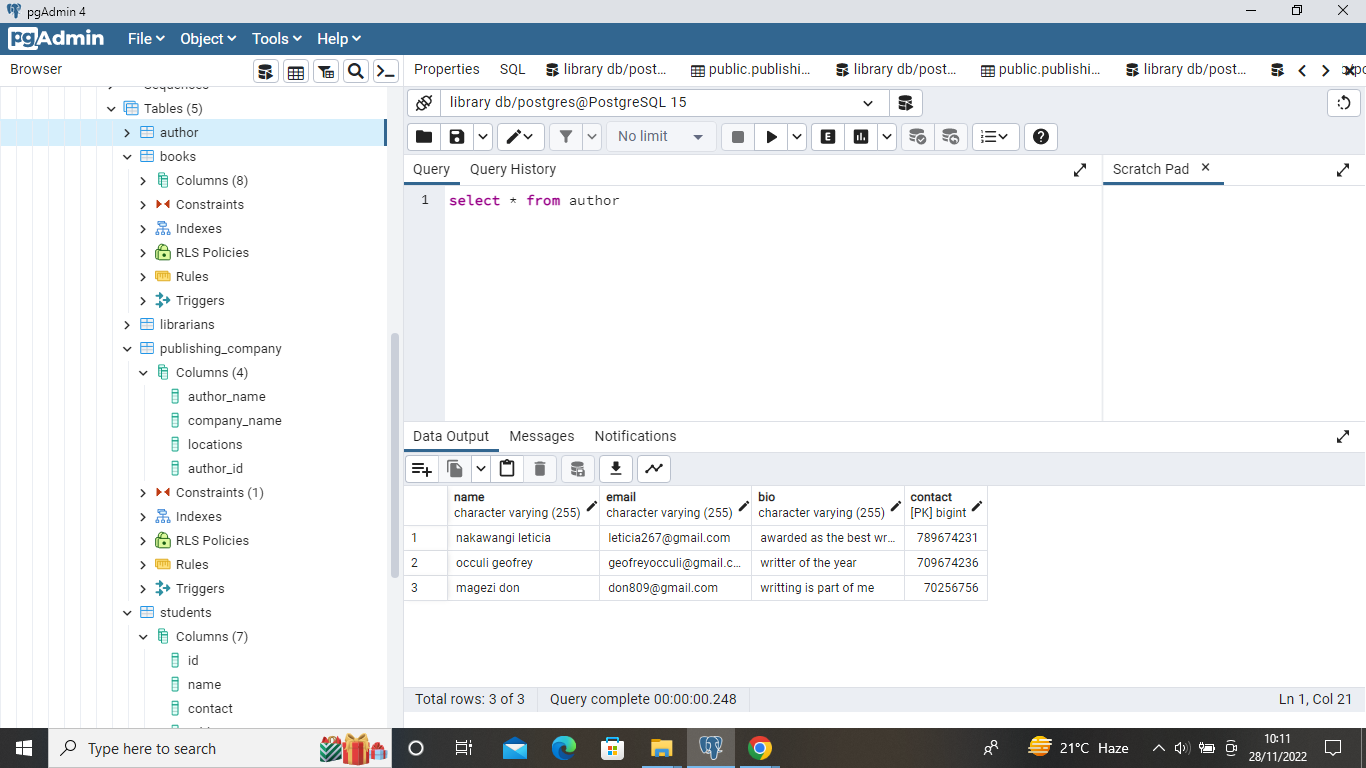 pgAdmin 4
pgAdmin File Object Tools Help
Browser
Properties SQL library db/post... public.publishi... library db/post... public.publishi... library db/post...
library db/postgres@PostgreSQL 15
No limit
Query Query History
Scratch Pad
1 select * from author
Sequences
Tables (5)
author
books
Columns (8)
Constraints
Indexes
RLS Policies
Rules
Triggers
librarians
publishing_company
Columns (4)
author_name
company_name
locations
author_id
Constraints (1)
Indexes
RLS Policies
Rules
Triggers
students
Columns (7)
id
name
contact
Data Output Messages Notifications
name email bio contact
character varying (255) character varying (255) character varying (255) [PK] bigint
1 nakawangi leticia leticia267@gmail.com awarded as the best wr... 789674231
2 occuli geofrey geofreyocculi@gmail.c... writter of the year 709674236
3 magezi don don809@gmail.com writting is part of me 70256756
Total rows: 3 of 3 Query complete 00:00:00.248 Ln 1, Col 21
Type here to search
21°C Haze
10:11
28/11/2022